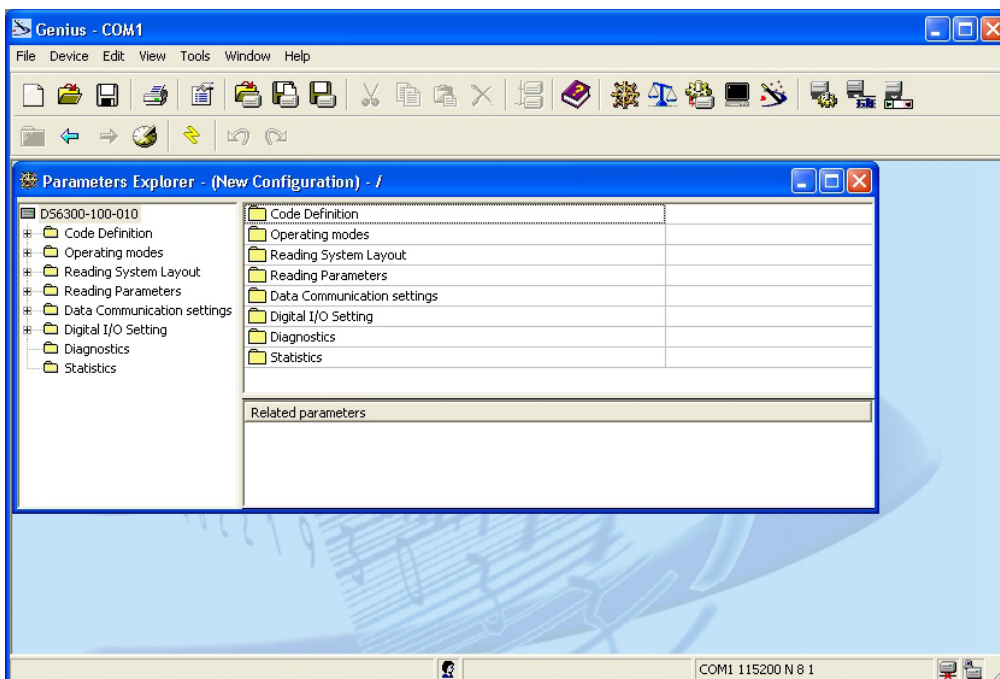 Genius - COM1
File Device Edit View Tools Window Help
Parameters Explorer - (New Configuration) - /
DS6300-100-010
Code Definition
Operating modes
Reading System Layout
Reading Parameters
Data Communication settings
Digital I/O Setting
Diagnostics
Statistics
Code Definition
Operating modes
Reading System Layout
Reading Parameters
Data Communication settings
Digital I/O Setting
Diagnostics
Statistics
Related parameters
COM1 115200 N 8 1